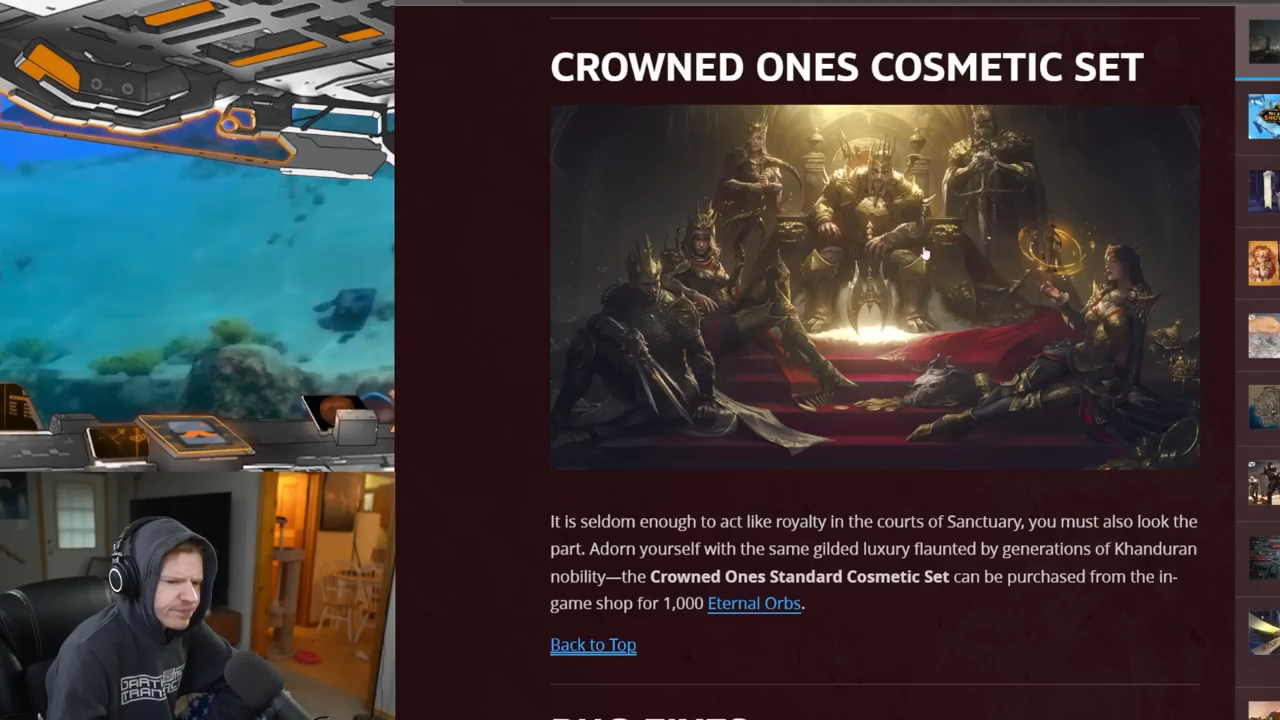 CROWNED ONES COSMETIC SET
It is seldom enough to act like royalty in the courts of Sanctuary, you must also look the
part. Adorn yourself with the same gilded luxury flaunted by generations of Khanduran
nobility—the Crowned Ones Standard Cosmetic Set can be purchased from the in-
game shop for 1,000 Eternal Orbs.
Back to Top